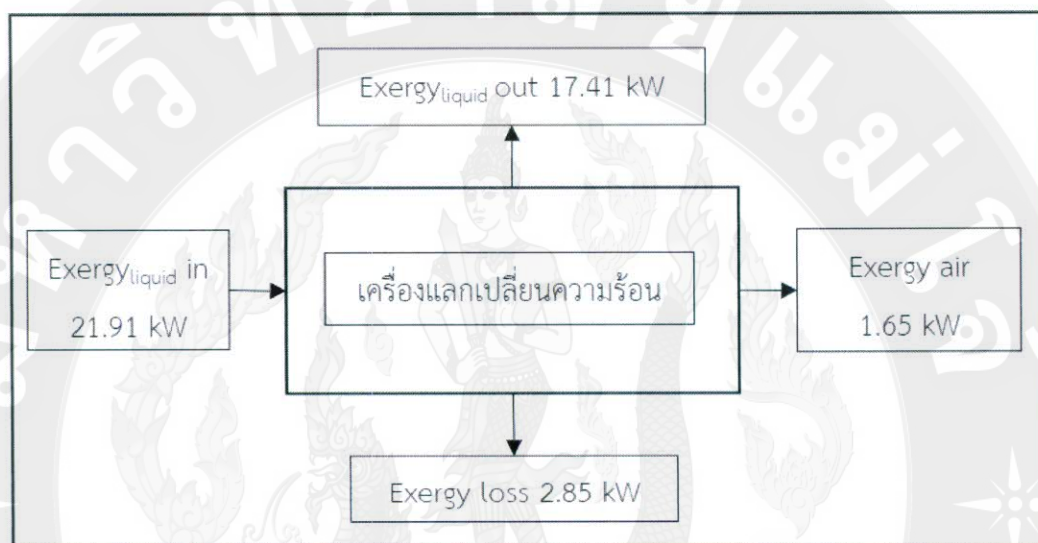 Exergyliquid out 17.41 kW
Exergyliquid in
21.91 kW
เครื่องแลกเปลี่ยนความร้อน
Exergy air
1.65 kW
Exergy loss 2.85 kW